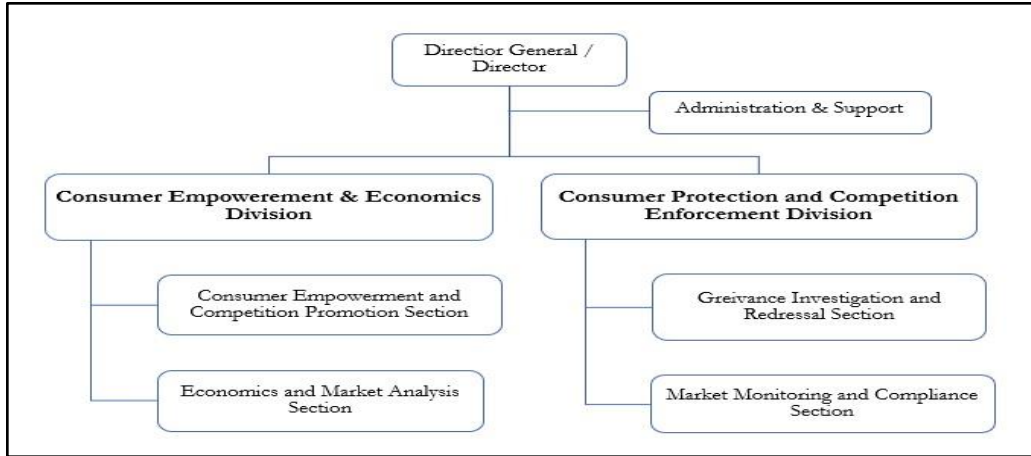 Directior General /
Director
Administration & Support
Consumer Empowerement & Economics
Division
Consumer Protection and Competition
Enforcement Division
Consumer Empowerment and
Competition Promotion Section
Greivance Investigation and
Redressal Section
Economics and Market Analysis
Section
Market Monitoring and Compliance
Section